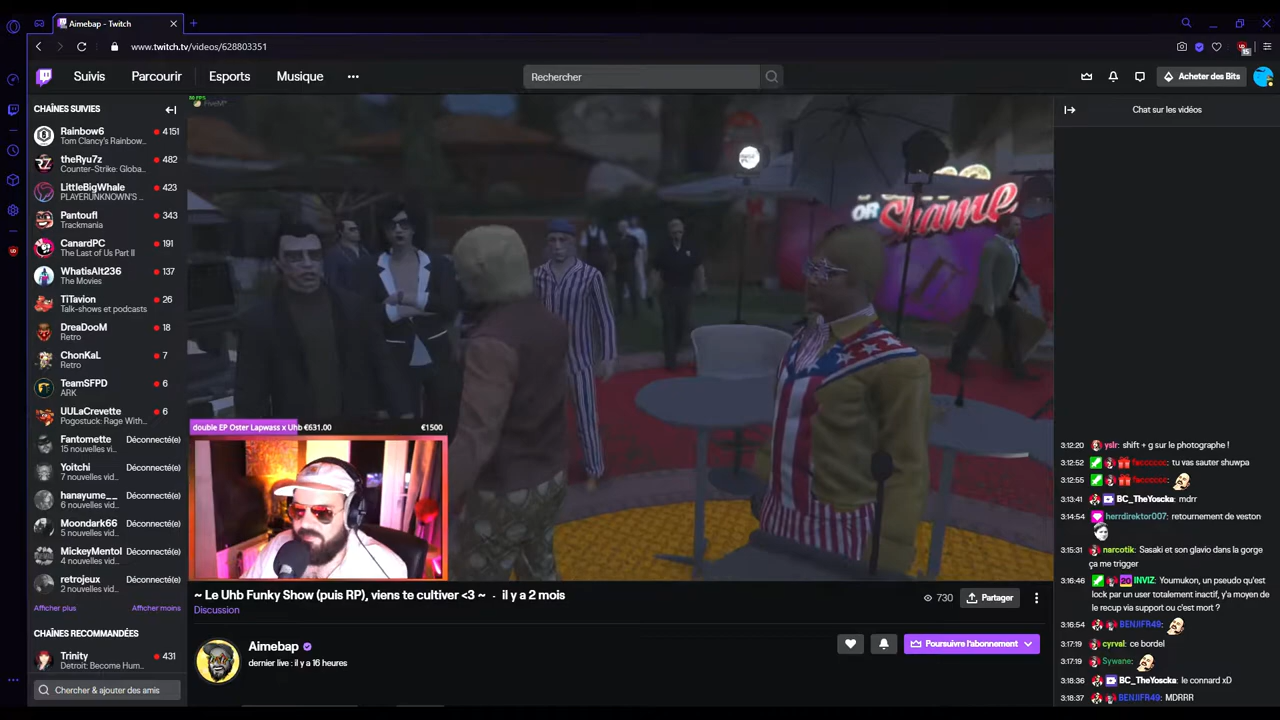 Aimebap - Twitch
www.twitch.tv/videos/628803351
15
Suivis
Parcourir
Esports
Musique
Rechercher
Acheter des Bits
CHAÎNES SUIVIES
Rainbow6
4 151
Tom Clancy's Rainbow...
theRyu7z
482
Counter-Strike: Globa...
LittleBigWhale
423
PLAYERUNKNOWN'S ...
Pantoufl
343
Trackmania
CanardPC
191
The Last of Us Part II
WhatisAlt236
137
The Movies
TiTavion
26
Talk-shows et podcasts
DreaDooM
18
Retro
ChonKaL
7
Retro
TeamSFPD
6
ARK
UULaCrevette
6
Pogostuck: Rage With...
Fantomette
Déconnecté(e)
15 nouvelles vid...
Yoitchi
Déconnecté(e)
7 nouvelles vid...
hanayume__
Déconnecté(e)
6 nouvelles vid...
Moondark66
Déconnecté(e)
5 nouvelles vid...
MickeyMentol
Déconnecté(e)
4 nouvelles vid...
retrojeux
Déconnecté(e)
2 nouvelles vid...
Afficher plus
Afficher moins
CHAÎNES RECOMMANDÉES
Trinity
431
Detroit: Become Hum...
Chercher & ajouter des amis
FiveM
OR
Shame
double EP Oster Lapwass x Uhb €631.00
€1500
~ Le Uhb Funky Show (puis RP), viens te cultiver <3 ~ - il y a 2 mois
Discussion
730
Partager
Aimebap
dernier live : il y a 16 heures
Poursuivre l'abonnement
Chat sur les vidéos
3:12:20 yslr: shift + g sur le photographe !
3:12:52 tu vas sauter shuwpa
3:12:55
3:13:41 BC_TheYoscka: mdrr
3:14:54 herrdirektor007: retournement de veston
3:15:31 narcotik: Sasaki et son glavio dans la gorge
ça me trigger
3:16:46 20 INVIZ: Youmukon, un pseudo qu'est
lock par un user totalement inactif, y'a moyen de
le recup via support ou c'est mort ?
3:16:54 BENJIFR49:
3:17:19 cyrval: ce bordel
3:17:19 Sywane:
3:18:36 BC_TheYoscka: le connard xD
3:18:37 BENJIFR49: MDRRR